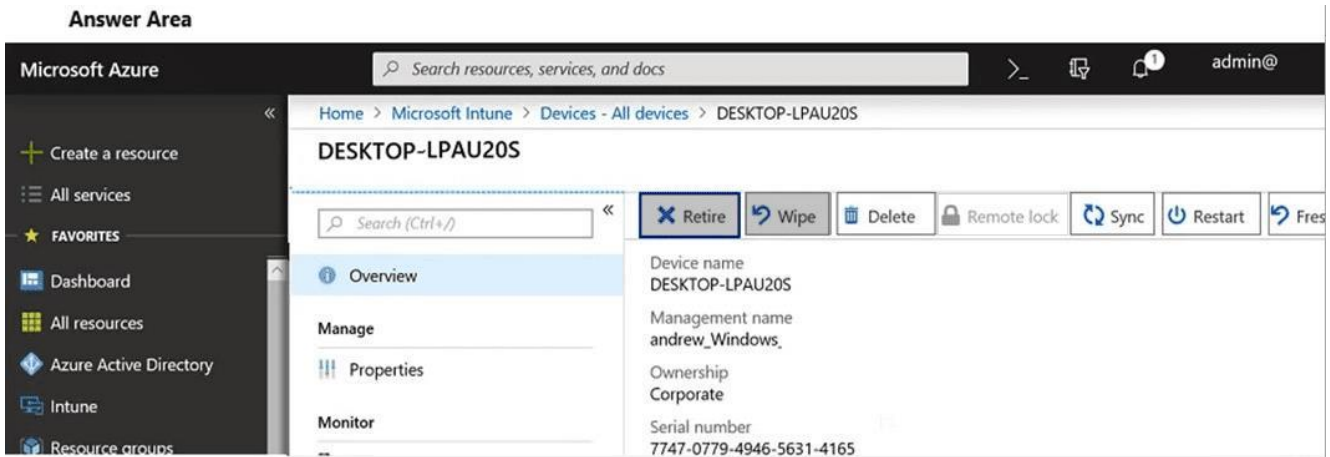 Answer Area
Microsoft Azure
Search resources, services, and docs
1
admin@
«
Home > Microsoft Intune > Devices - All devices > DESKTOP-LPAU20S
DESKTOP-LPAU20S
Create a resource
All services
FAVORITES
Dashboard
All resources
Azure Active Directory
Intune
Resource groups
Search (Ctrl+/)
«
Overview
Manage
Properties
Monitor
Retire Wipe Delete Remote lock Sync Restart Fres
Device name
DESKTOP-LPAU20S
Management name
andrew_Windows_
Ownership
Corporate
Serial number
7747-0779-4946-5631-4165